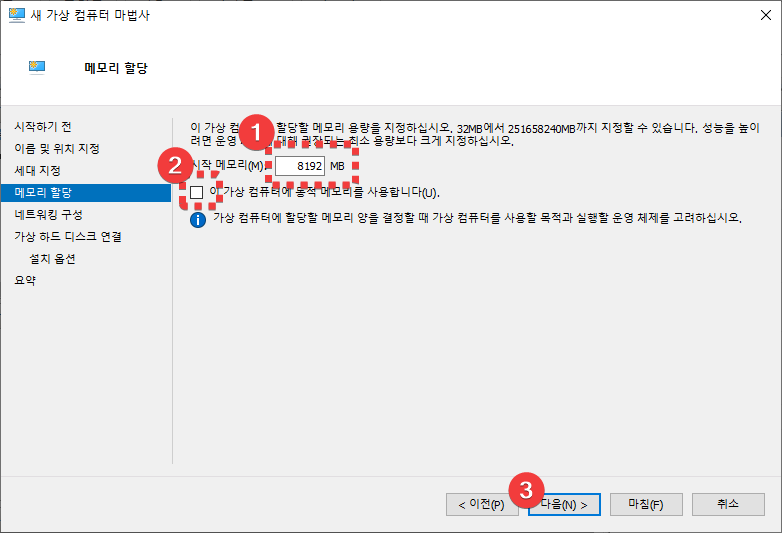 새 가상 컴퓨터 마법사
메모리 할당
시작하기 전
이름 및 위치 지정
세대 지정
메모리 할당
네트워킹 구성
가상 하드 디스크 연결
설치 옵션
요약
1
이 가상 할당할 메모리 용량을 지정하십시오. 32MB에서 251658240MB까지 지정할 수 있습니다. 성능을 높이
려면 운영 최소 용량보다 크게 지정하십시오.
2
시작 메모리(M): 8192 MB
이 가상 컴퓨터에 동적 메모리를 사용합니다(U).
가상 컴퓨터에 할당할 메모리 양을 결정할 때 가상 컴퓨터를 사용할 목적과 실행할 운영 체제를 고려하십시오.
3
< 이전(P) 다음(N) > 마침(F) 취소